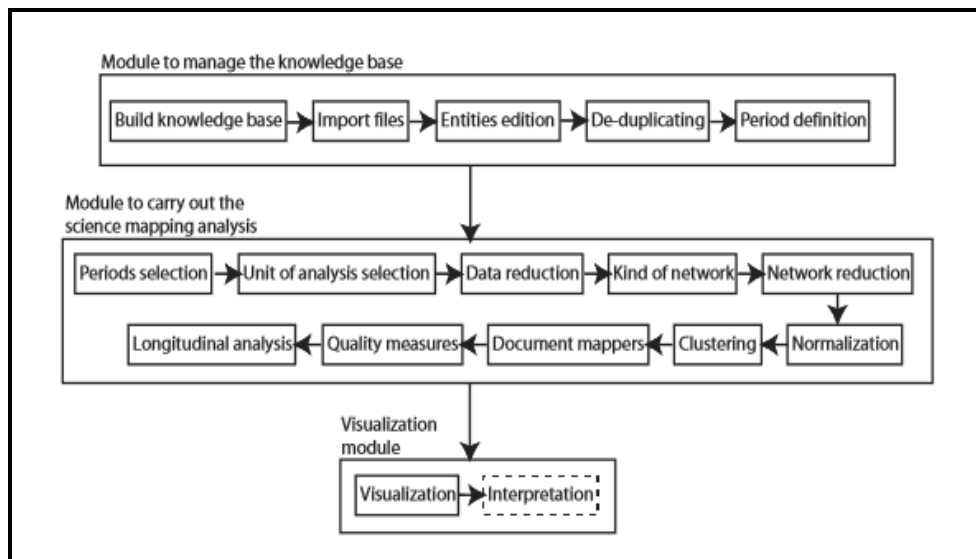 Module to manage the knowledge base
Build knowledge base
Import files
Entities edition
De-duplicating
Period definition
Module to carry out the
science mapping analysis
Periods selection
Unit of analysis selection
Data reduction
Kind of network
Network reduction
Normalization
Clustering
Document mappers
Quality measures
Longitudinal analysis
Visualization
module
Visualization
Interpretation